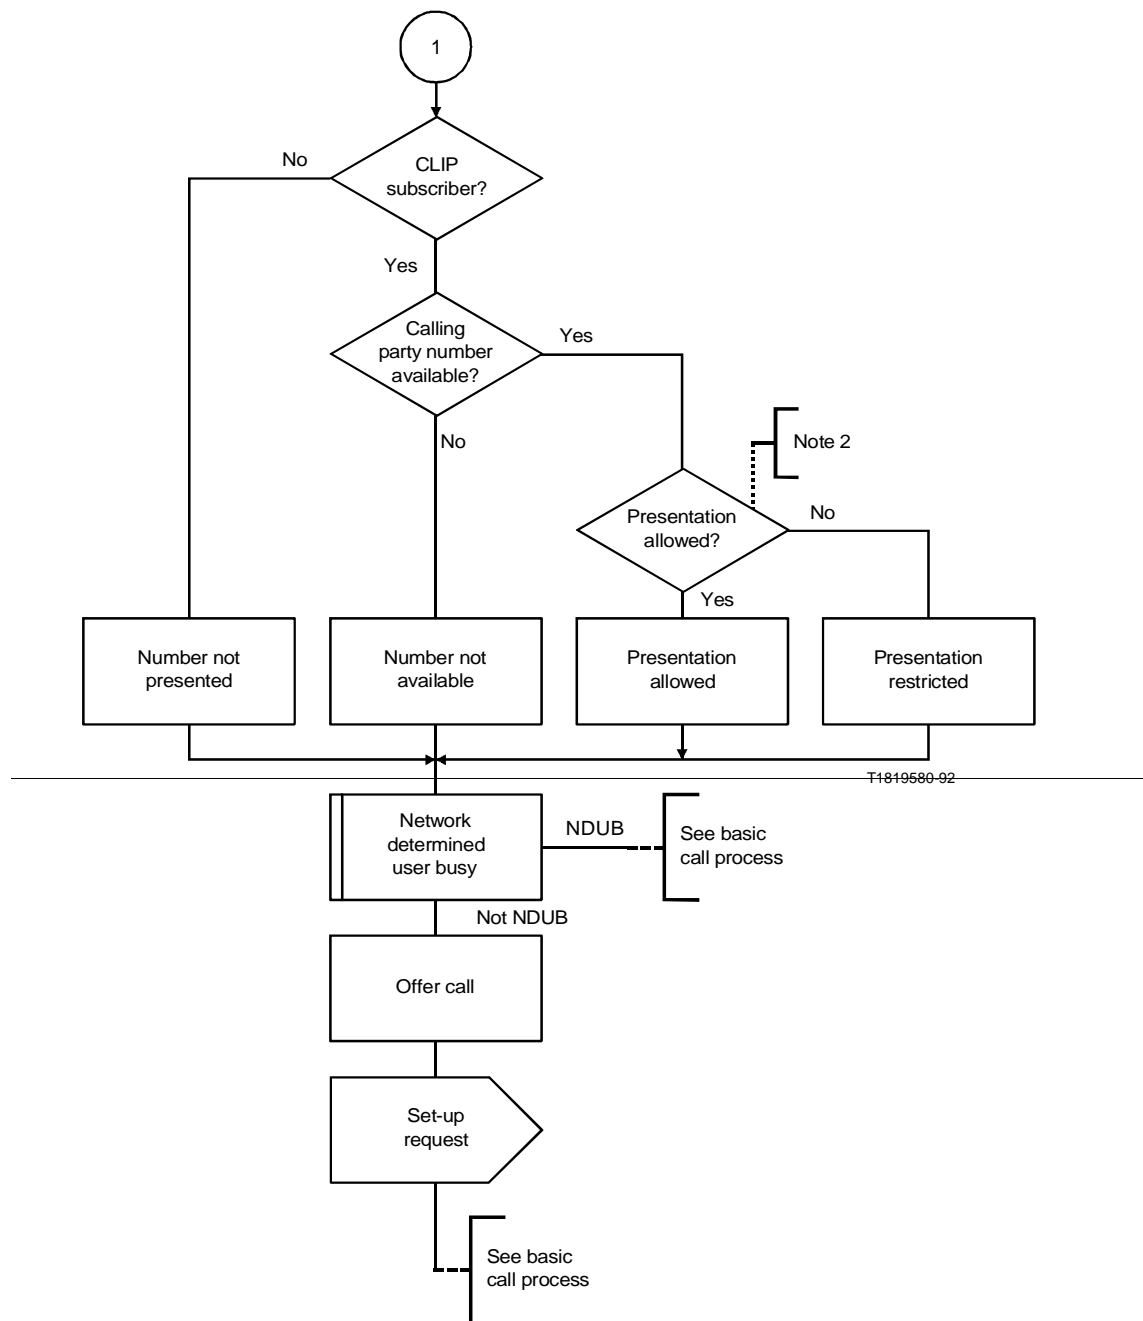 1
CLIP
subscriber?
No
Yes
Calling
party number
available?
Yes
No
Note 2
Presentation
allowed?
No
Yes
Number not
presented
Number not
available
Presentation
allowed
Presentation
restricted
T1819580-92
Network
determined
user busy
NDUB
See basic
call process
Not NDUB
Offer call
Set-up
request
See basic
call process